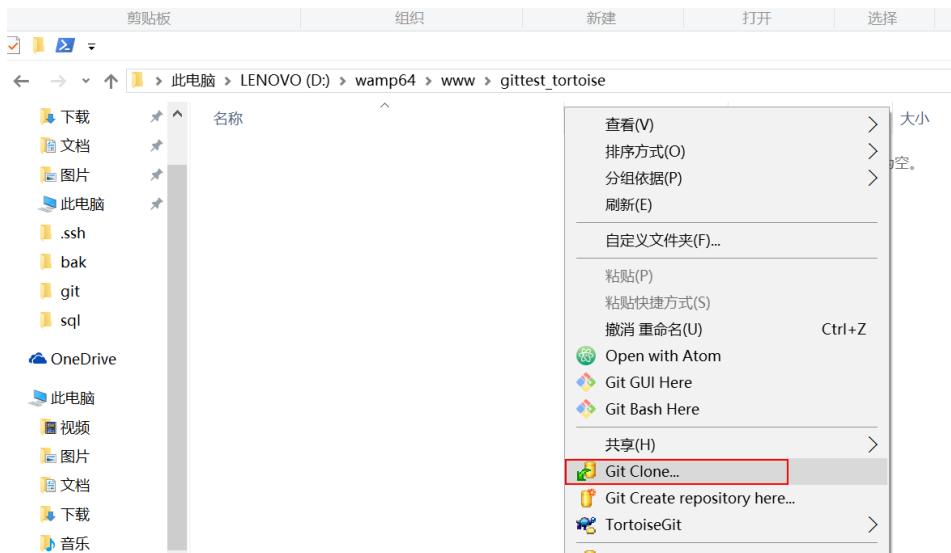 剪贴板 组织 新建 打开 选择
此电脑 > LENOVO (D:) > wamp64 > www > gittest_tortoise
名称 大小
下载
文档
图片
此电脑
.ssh
bak
git
sql
OneDrive
此电脑
视频
图片
文档
下载
音乐
空。
查看(V)
排序方式(O)
分组依据(P)
刷新(E)
自定义文件夹(F)...
粘贴(P)
粘贴快捷方式(S)
撤消 重命名(U) Ctrl+Z
Open with Atom
Git GUI Here
Git Bash Here
共享(H)
Git Clone...
Git Create repository here...
TortoiseGit